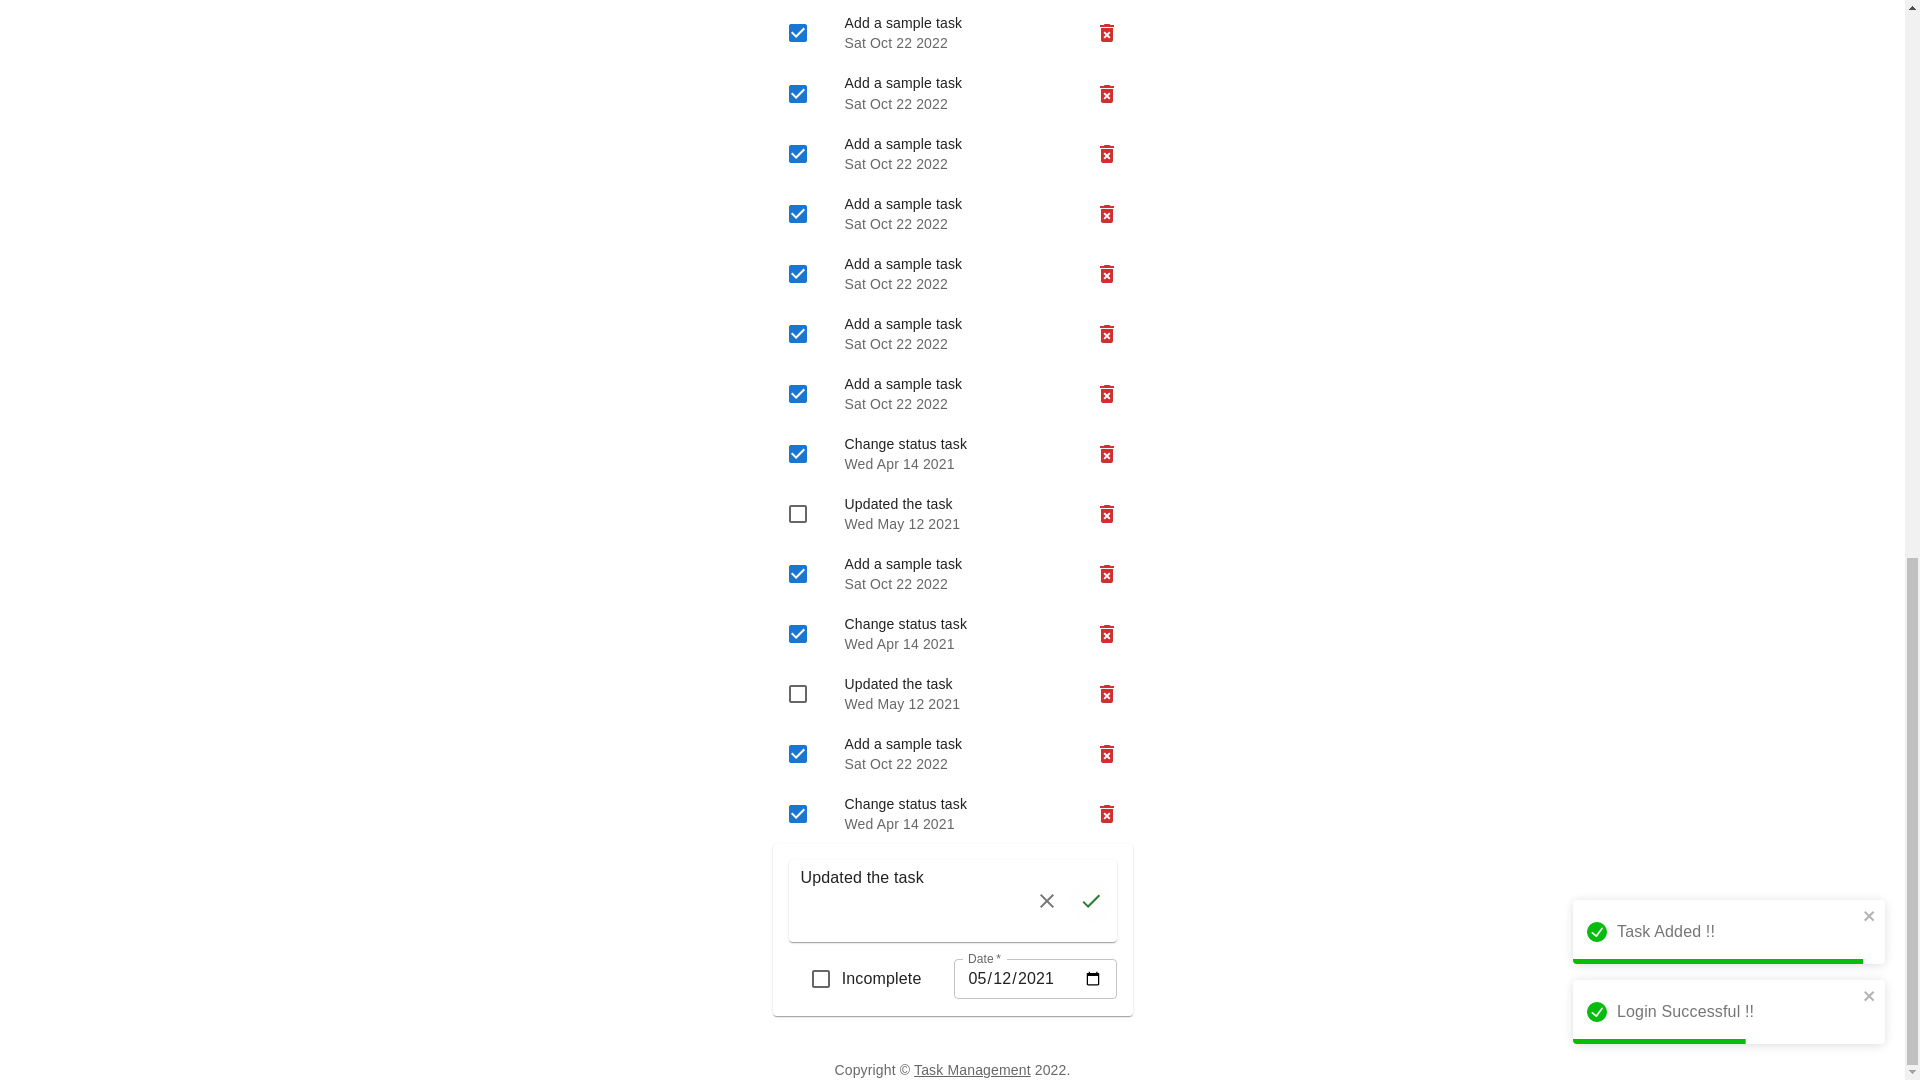 Add a sample task
Sat Oct 22 2022
Add a sample task
Sat Oct 22 2022
Add a sample task
Sat Oct 22 2022
Add a sample task
Sat Oct 22 2022
Add a sample task
Sat Oct 22 2022
Add a sample task
Sat Oct 22 2022
Add a sample task
Sat Oct 22 2022
Change status task
Wed Apr 14 2021
Updated the task
Wed May 12 2021
Add a sample task
Sat Oct 22 2022
Change status task
Wed Apr 14 2021
Updated the task
Wed May 12 2021
Add a sample task
Sat Oct 22 2022
Change status task
Wed Apr 14 2021
Updated the task
Incomplete
Date *
05/12/2021
Task Added !!
Login Successful !!
Copyright © Task Management 2022.